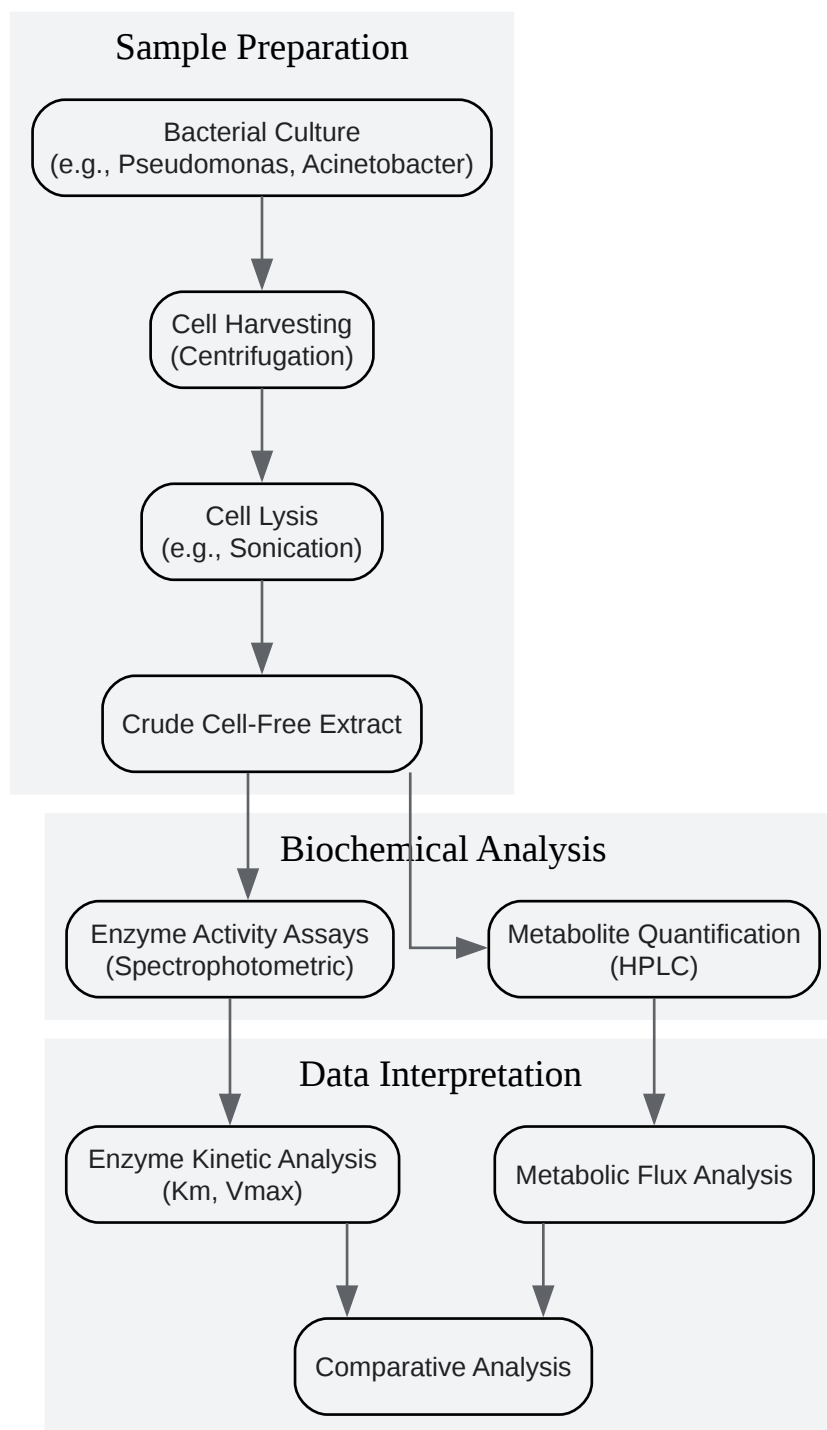 Sample Preparation
Bacterial Culture
(e.g., Pseudomonas, Acinetobacter)
Cell Harvesting
(Centrifugation)
Cell Lysis
(e.g., Sonication)
Crude Cell-Free Extract
Biochemical Analysis
Enzyme Activity Assays
(Spectrophotometric)
Metabolite Quantification
(HPLC)
Data Interpretation
Enzyme Kinetic Analysis
(Km, Vmax)
Metabolic Flux Analysis
Comparative Analysis